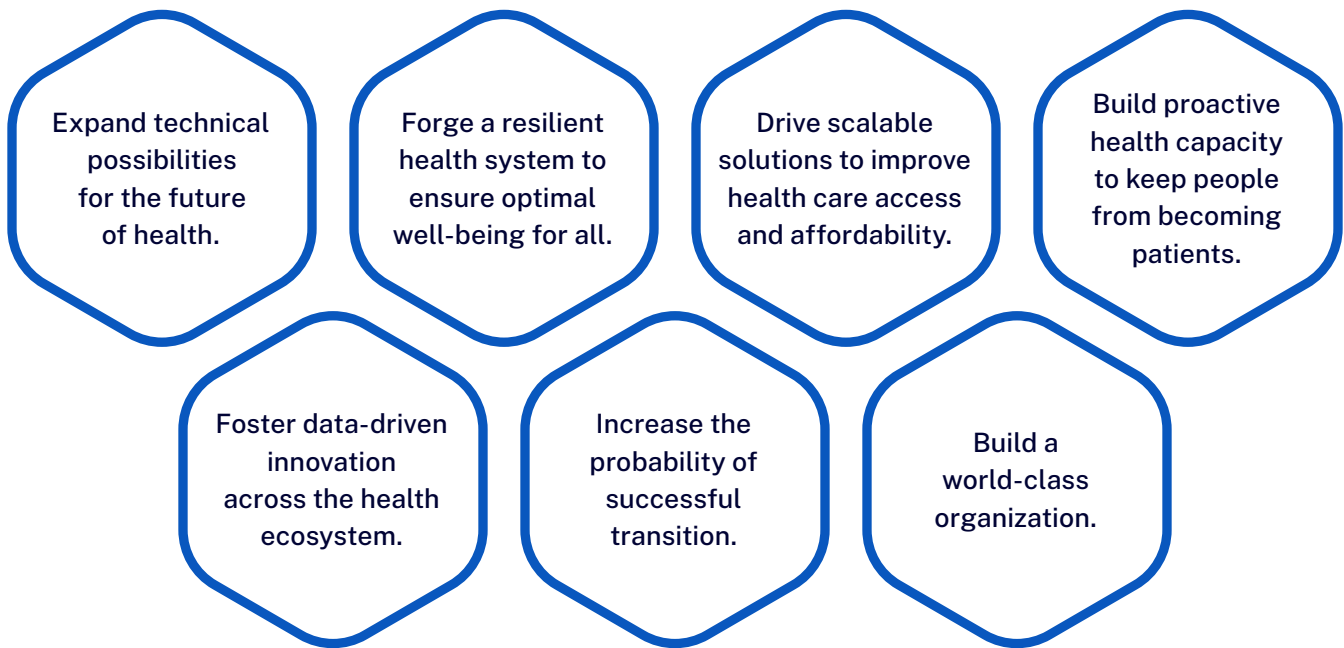 Expand technical
possibilities
for the future
of health.
Forge a resilient
health system to
ensure optimal
well-being for all.
Drive scalable
solutions to improve
health care access
and affordability.
Build proactive
health capacity
to keep people
from becoming
patients.
Foster data-driven
innovation
across the health
ecosystem.
Increase the
probability of
successful
transition.
Build a
world-class
organization.